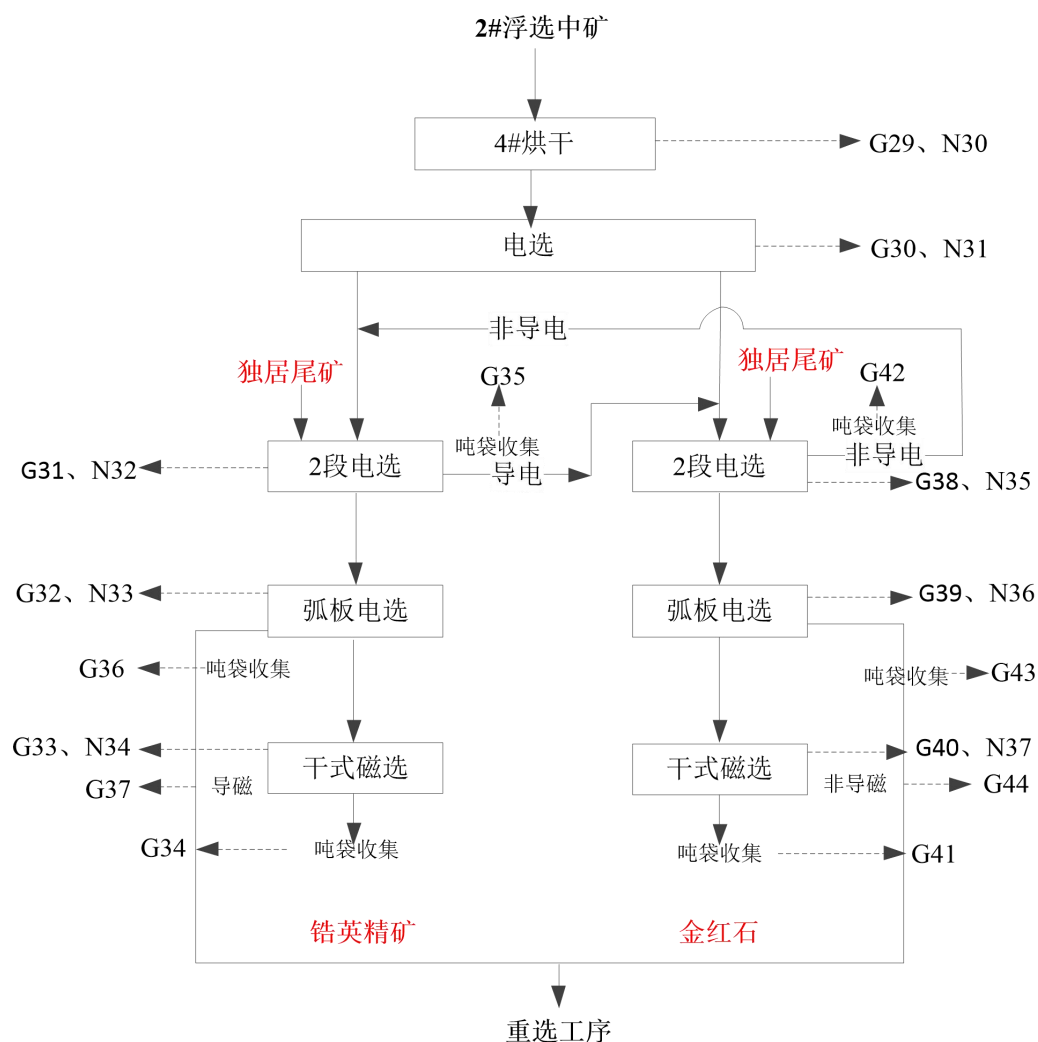 2#浮选中矿
4#烘干
G29、N30
电选
G30、N31
非导电
独居尾矿
G35
独居尾矿
G42
吨袋收集
吨袋收集
G31、N32
2段电选
导电
2段电选
非导电
G38、N35
G32、N33
弧板电选
弧板电选
G39、N36
G36
吨袋收集
吨袋收集
G43
G33、N34
干式磁选
干式磁选
G40、N37
G37
导磁
非导磁
G44
G34
吨袋收集
吨袋收集
G41
锆英精矿
金红石
重选工序